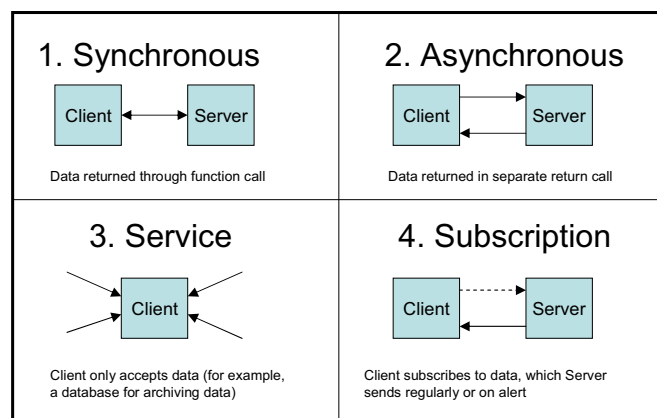 1. Synchronous
Client
Server
Data returned through function call
2. Asynchronous
Client
Server
Data returned in separate return call
3. Service
Client
Client only accepts data (for example,
a database for archiving data)
4. Subscription
Client
Server
Client subscribes to data, which Server
sends regularly or on alert